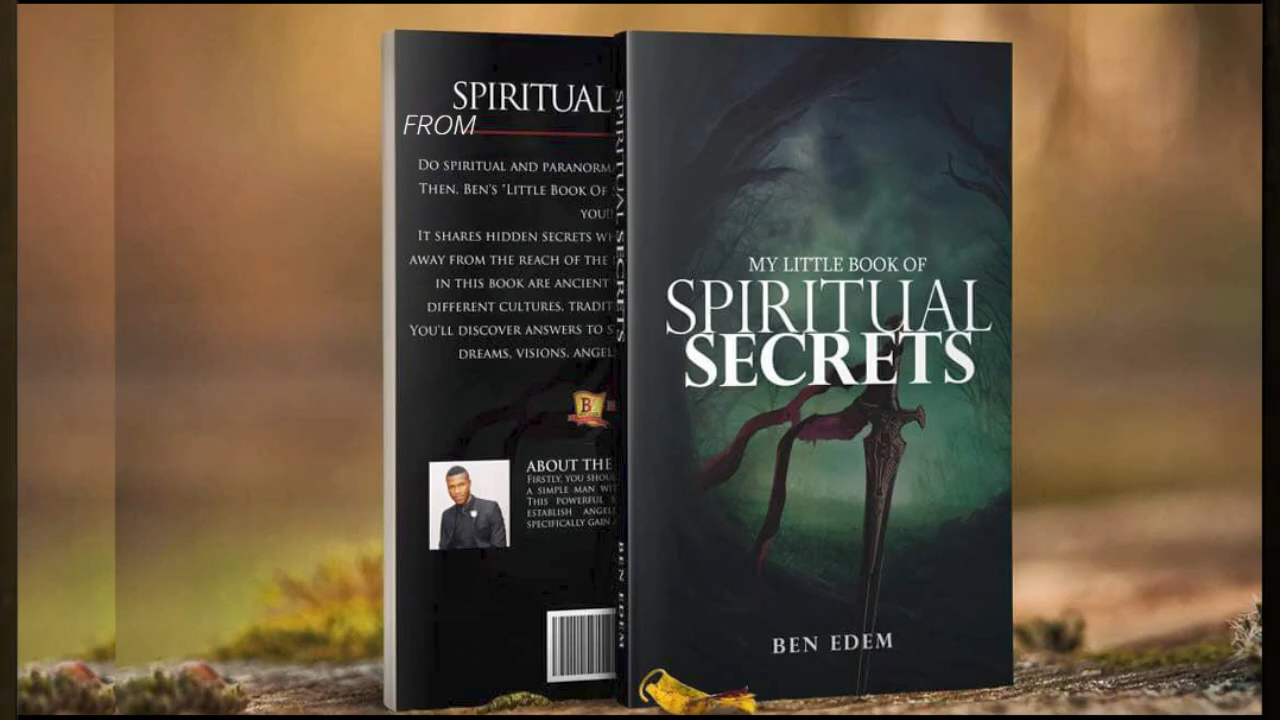 SPIRITUAL
FROM
DO SPIRITUAL AND PARANORMA
THEN, BEN'S "LITTLE BOOK OF
YOU!!
IT SHARES HIDDEN SECRETS WH
AWAY FROM THE REACH OF THE
IN THIS BOOK ARE ANCIENT
DIFFERENT CULTURES, TRADIT
YOU'LL DISCOVER ANSWERS TO S
DREAMS, VISIONS, ANGEL
B
ABOUT THE
FIRSTLY, YOU SHOUL
A SIMPLE MAN WIT
THIS POWERFUL
ESTABLISH ANGEL
SPECIFICALLY GAIN
SPIRITUAL SECRETS
BEN EDEM
MY LITTLE BOOK OF
SPIRITUAL
SECRETS
BEN EDEM